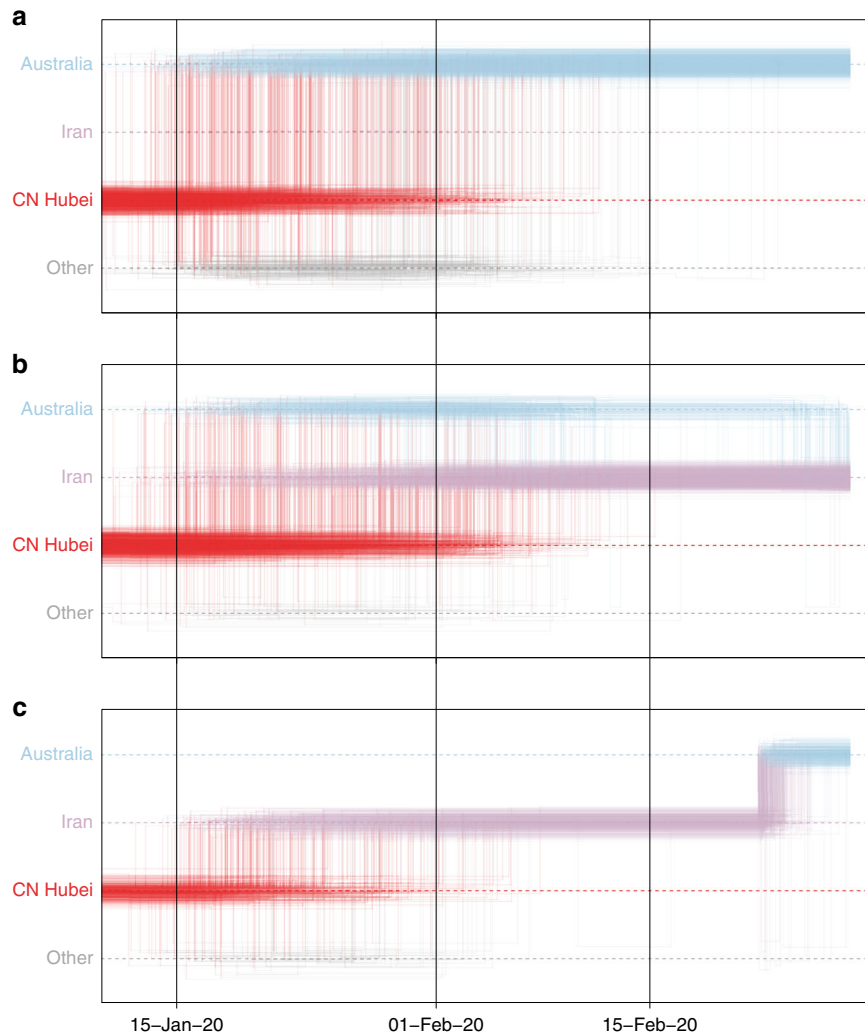 a
Australia
Iran
CN Hubei
Other
b
Australia
Iran
CN Hubei
Other
c
Australia
Iran
CN Hubei
Other
15–Jan–20 01–Feb–20 15–Feb–20